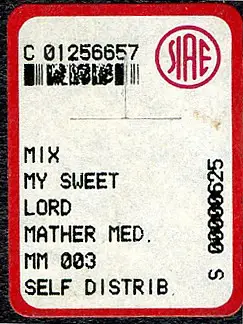 C 01256657
SIAE
MIX
MY SWEET
LORD
MATHER MED.
MM 003
SELF DISTRIB.
S 00000625